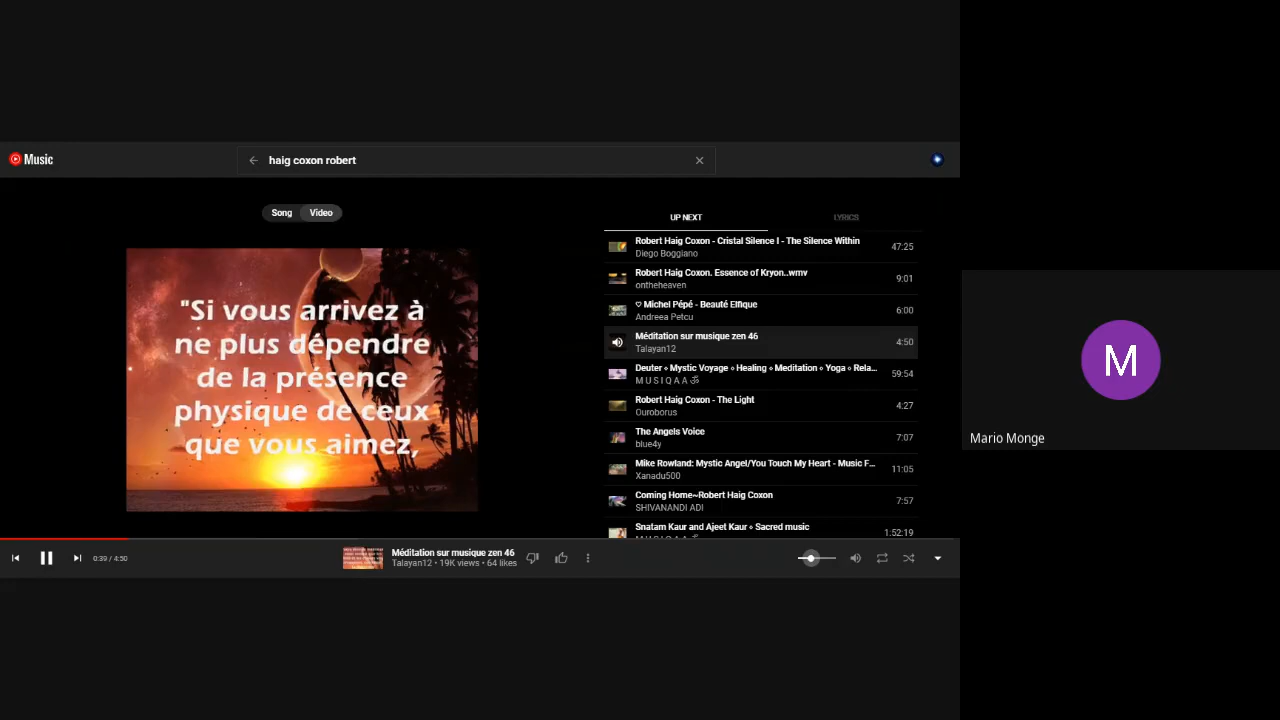 Music
haig coxon robert
Song
Video
UP NEXT
LYRICS
"Si vous arrivez à
ne plus dépendre
de la présence
physique de ceux
que vous aimez,
Robert Haig Coxon - Cristal Silence I - The Silence Within
Diego Boggiano
47:25
Robert Haig Coxon. Essence of Kryon..wmv
ontheheaven
9:01
♡ Michel Pépé - Beauté Elfique
Andreea Petcu
6:00
Méditation sur musique zen 46
Talayan12
4:50
Deuter ⋄ Mystic Voyage ⋄ Healing ⋄ Meditation ⋄ Yoga ⋄ Rela...
M U S I Q A A ॐ
59:54
Robert Haig Coxon - The Light
Ouroborus
4:27
The Angels Voice
blue4y
7:07
Mike Rowland: Mystic Angel/You Touch My Heart - Music F...
Xanadu500
11:05
Coming Home~Robert Haig Coxon
SHIVANANDI ADI
7:57
Snatam Kaur and Ajeet Kaur ⋄ Sacred music
1:52:19
0:39 / 4:50
Méditation sur musique zen 46
Talayan12 • 19K views • 64 likes
M
Mario Monge